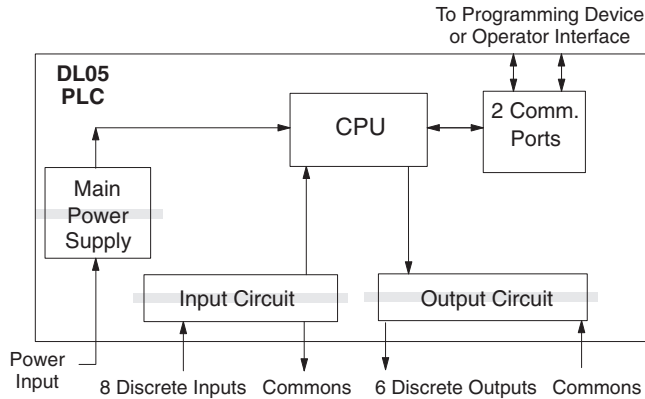 To Programming Device
or Operator Interface
DL05
PLC
CPU
2 Comm.
Ports
Main
Power
Supply
Input Circuit
Output Circuit
Power
Input
8 Discrete Inputs
Commons
6 Discrete Outputs
Commons